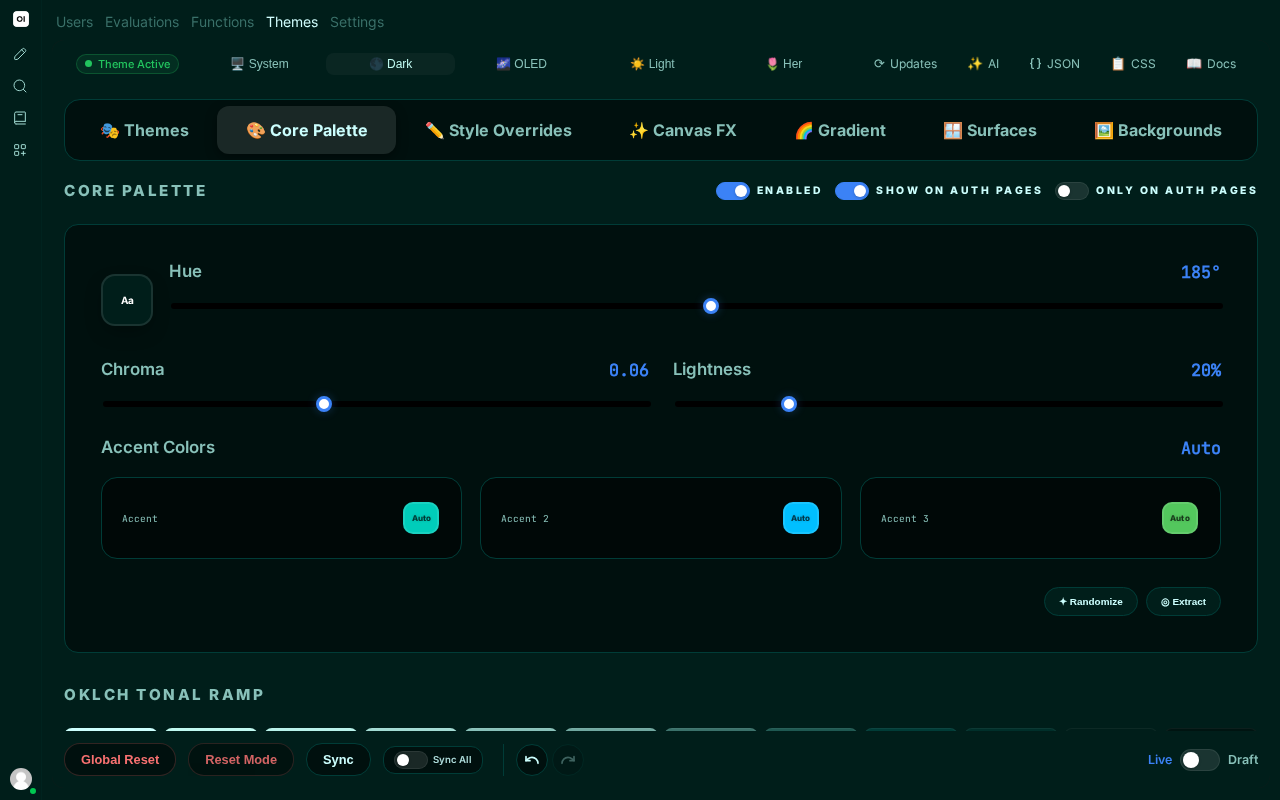 OI
Users Evaluations Functions Themes Settings
Theme Active System Dark OLED Light Her Updates AI {} JSON CSS Docs
Themes Core Palette Style Overrides Canvas FX Gradient Surfaces Backgrounds
CORE PALETTE ENABLED SHOW ON AUTH PAGES ONLY ON AUTH PAGES
Hue 185°
Aa
Chroma 0.06 Lightness 20%
Accent Colors Auto
Accent Auto Accent 2 Auto Accent 3 Auto
Randomize Extract
OKLCH TONAL RAMP
Global Reset Reset Mode Sync Sync All Live Draft